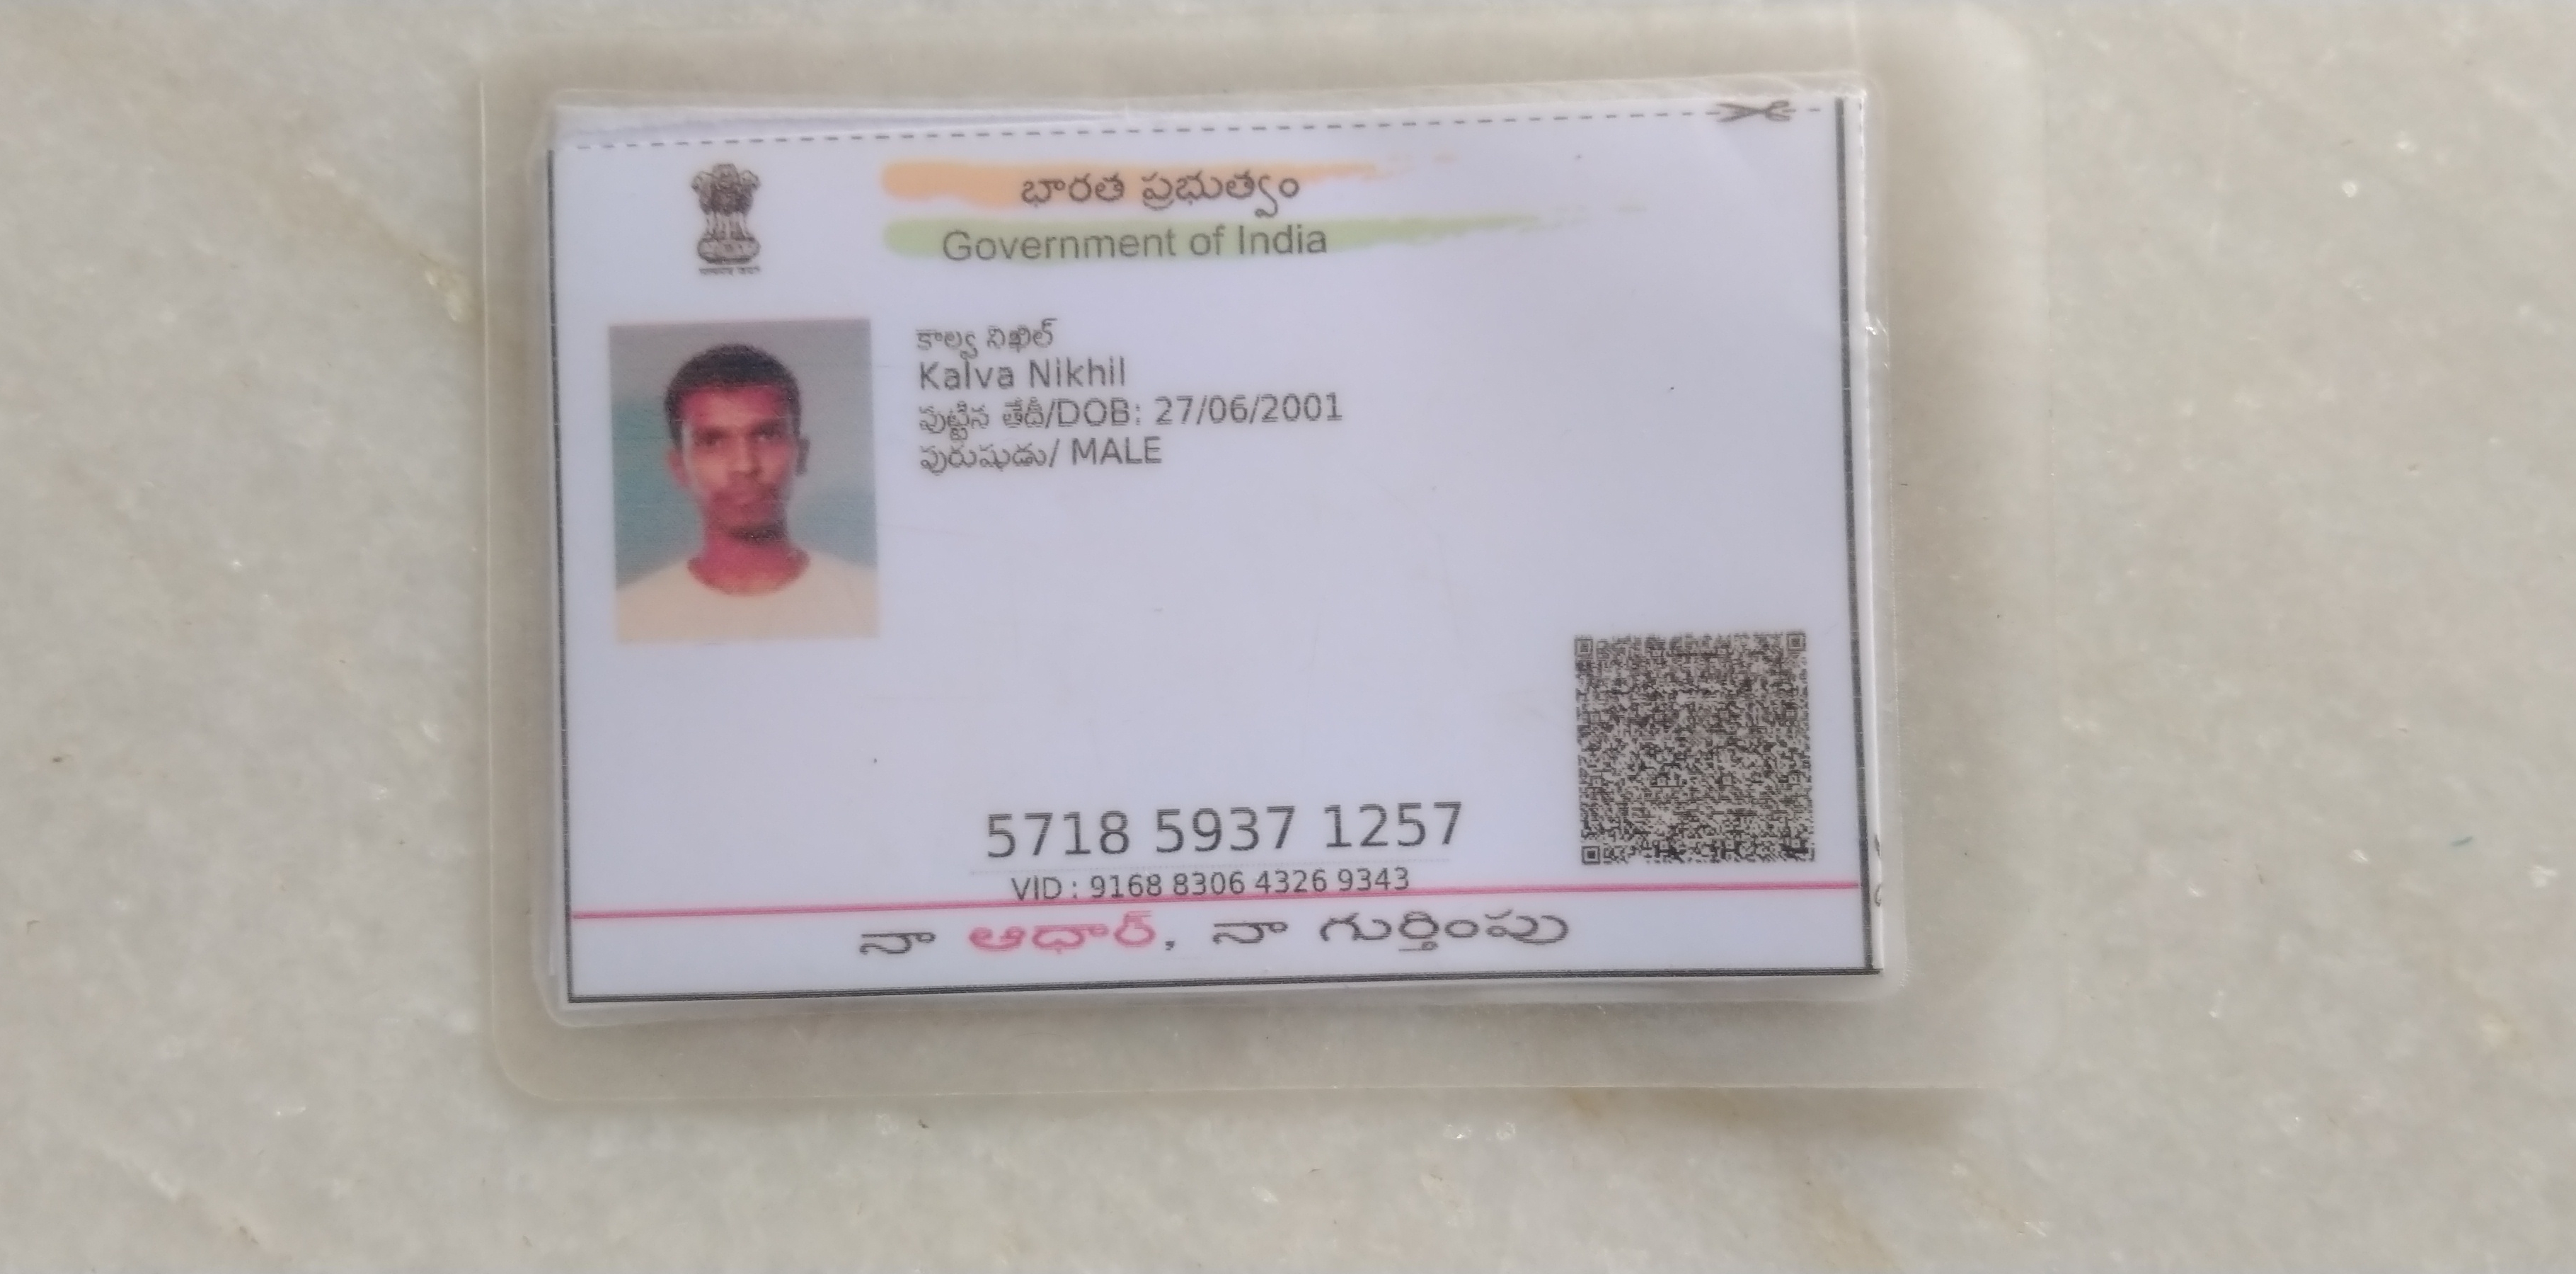 భారత ప్రభుత్వం
Government of India
కాల్వ నిఖిల్
Kalva Nikhil
పుట్టిన తేదీ/DOB: 27/06/2001
పురుషుడు/ MALE
5718 5937 1257
VID : 9168 8306 4326 9343
నా ఆధార్, నా గుర్తింపు